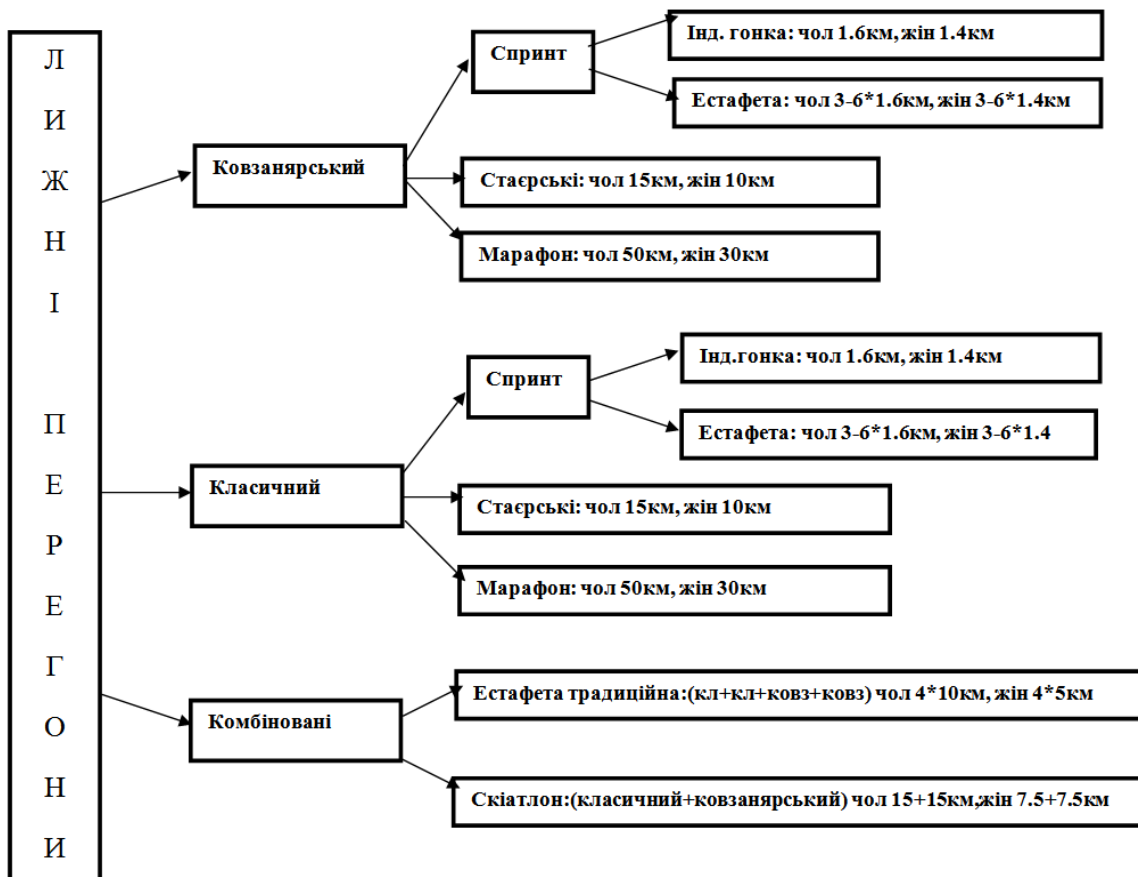 ЛИЖНІ ПЕРЕГОНИ
Ковзанярський
Спринт
Інд. гонка: чол 1.6км, жін 1.4км
Естафета: чол 3-6*1.6км, жін 3-6*1.4км
Стаєрські: чол 15км, жін 10км
Марафон: чол 50км, жін 30км
Класичний
Спринт
Інд.гонка: чол 1.6км, жін 1.4км
Естафета: чол 3-6*1.6км, жін 3-6*1.4
Стаєрські: чол 15км, жін 10км
Марафон: чол 50км, жін 30км
Комбіновані
Естафета традиційна:(кл+кл+ковз+ковз) чол 4*10км, жін 4*5км
Скіатлон:(класичний+ковзанярський) чол 15+15км,жін 7.5+7.5км